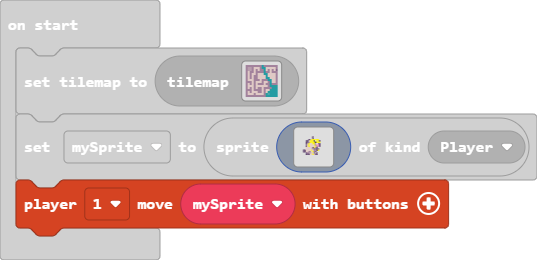 on start
set tilemap to tilemap
set mySprite to sprite of kind Player
player 1 move mySprite with buttons